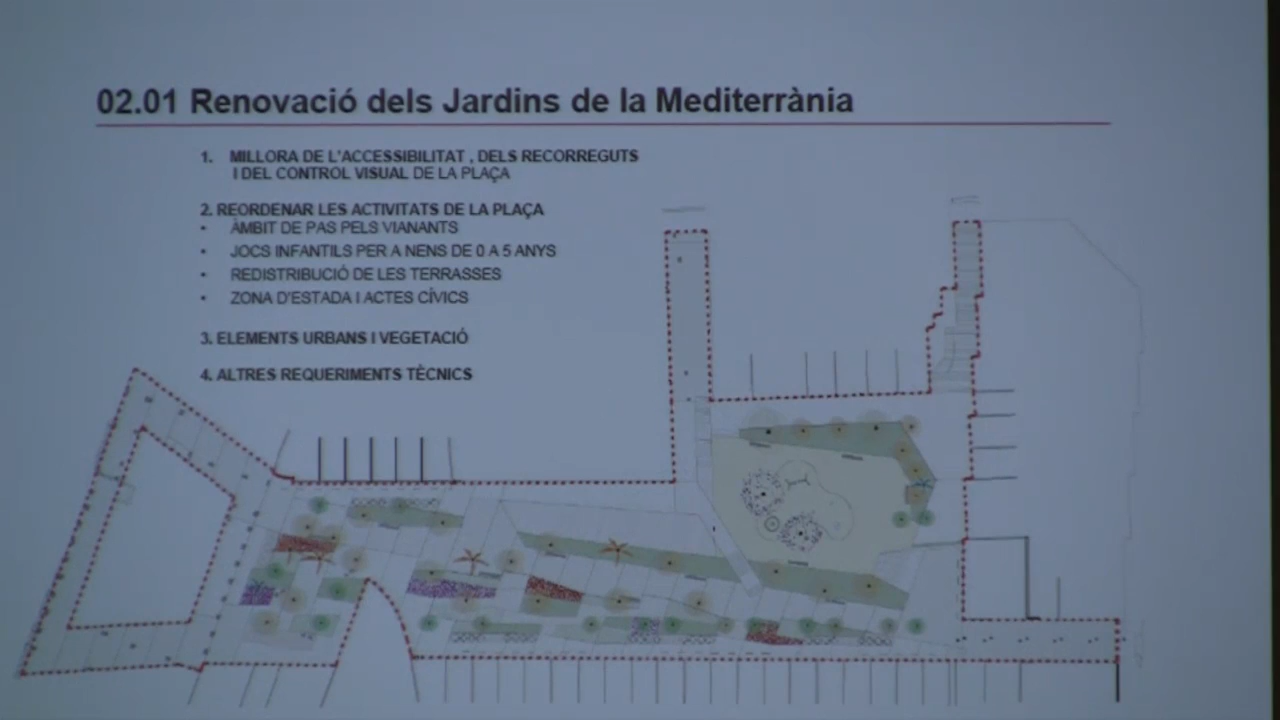 02.01 Renovació dels Jardins de la Mediterrània
1. MILLORA DE L'ACCESSIBILITAT , DELS RECORREGUTS
I DEL CONTROL VISUAL DE LA PLAÇA
2. REORDENAR LES ACTIVITATS DE LA PLAÇA
• ÀMBIT DE PAS PELS VIANANTS
• JOCS INFANTILS PER A NENS DE 0 A 5 ANYS
• REDISTRIBUCIÓ DE LES TERRASSES
• ZONA D'ESTADA I ACTES CÍVICS
3. ELEMENTS URBANS I VEGETACIÓ
4. ALTRES REQUERIMENTS TÈCNICS